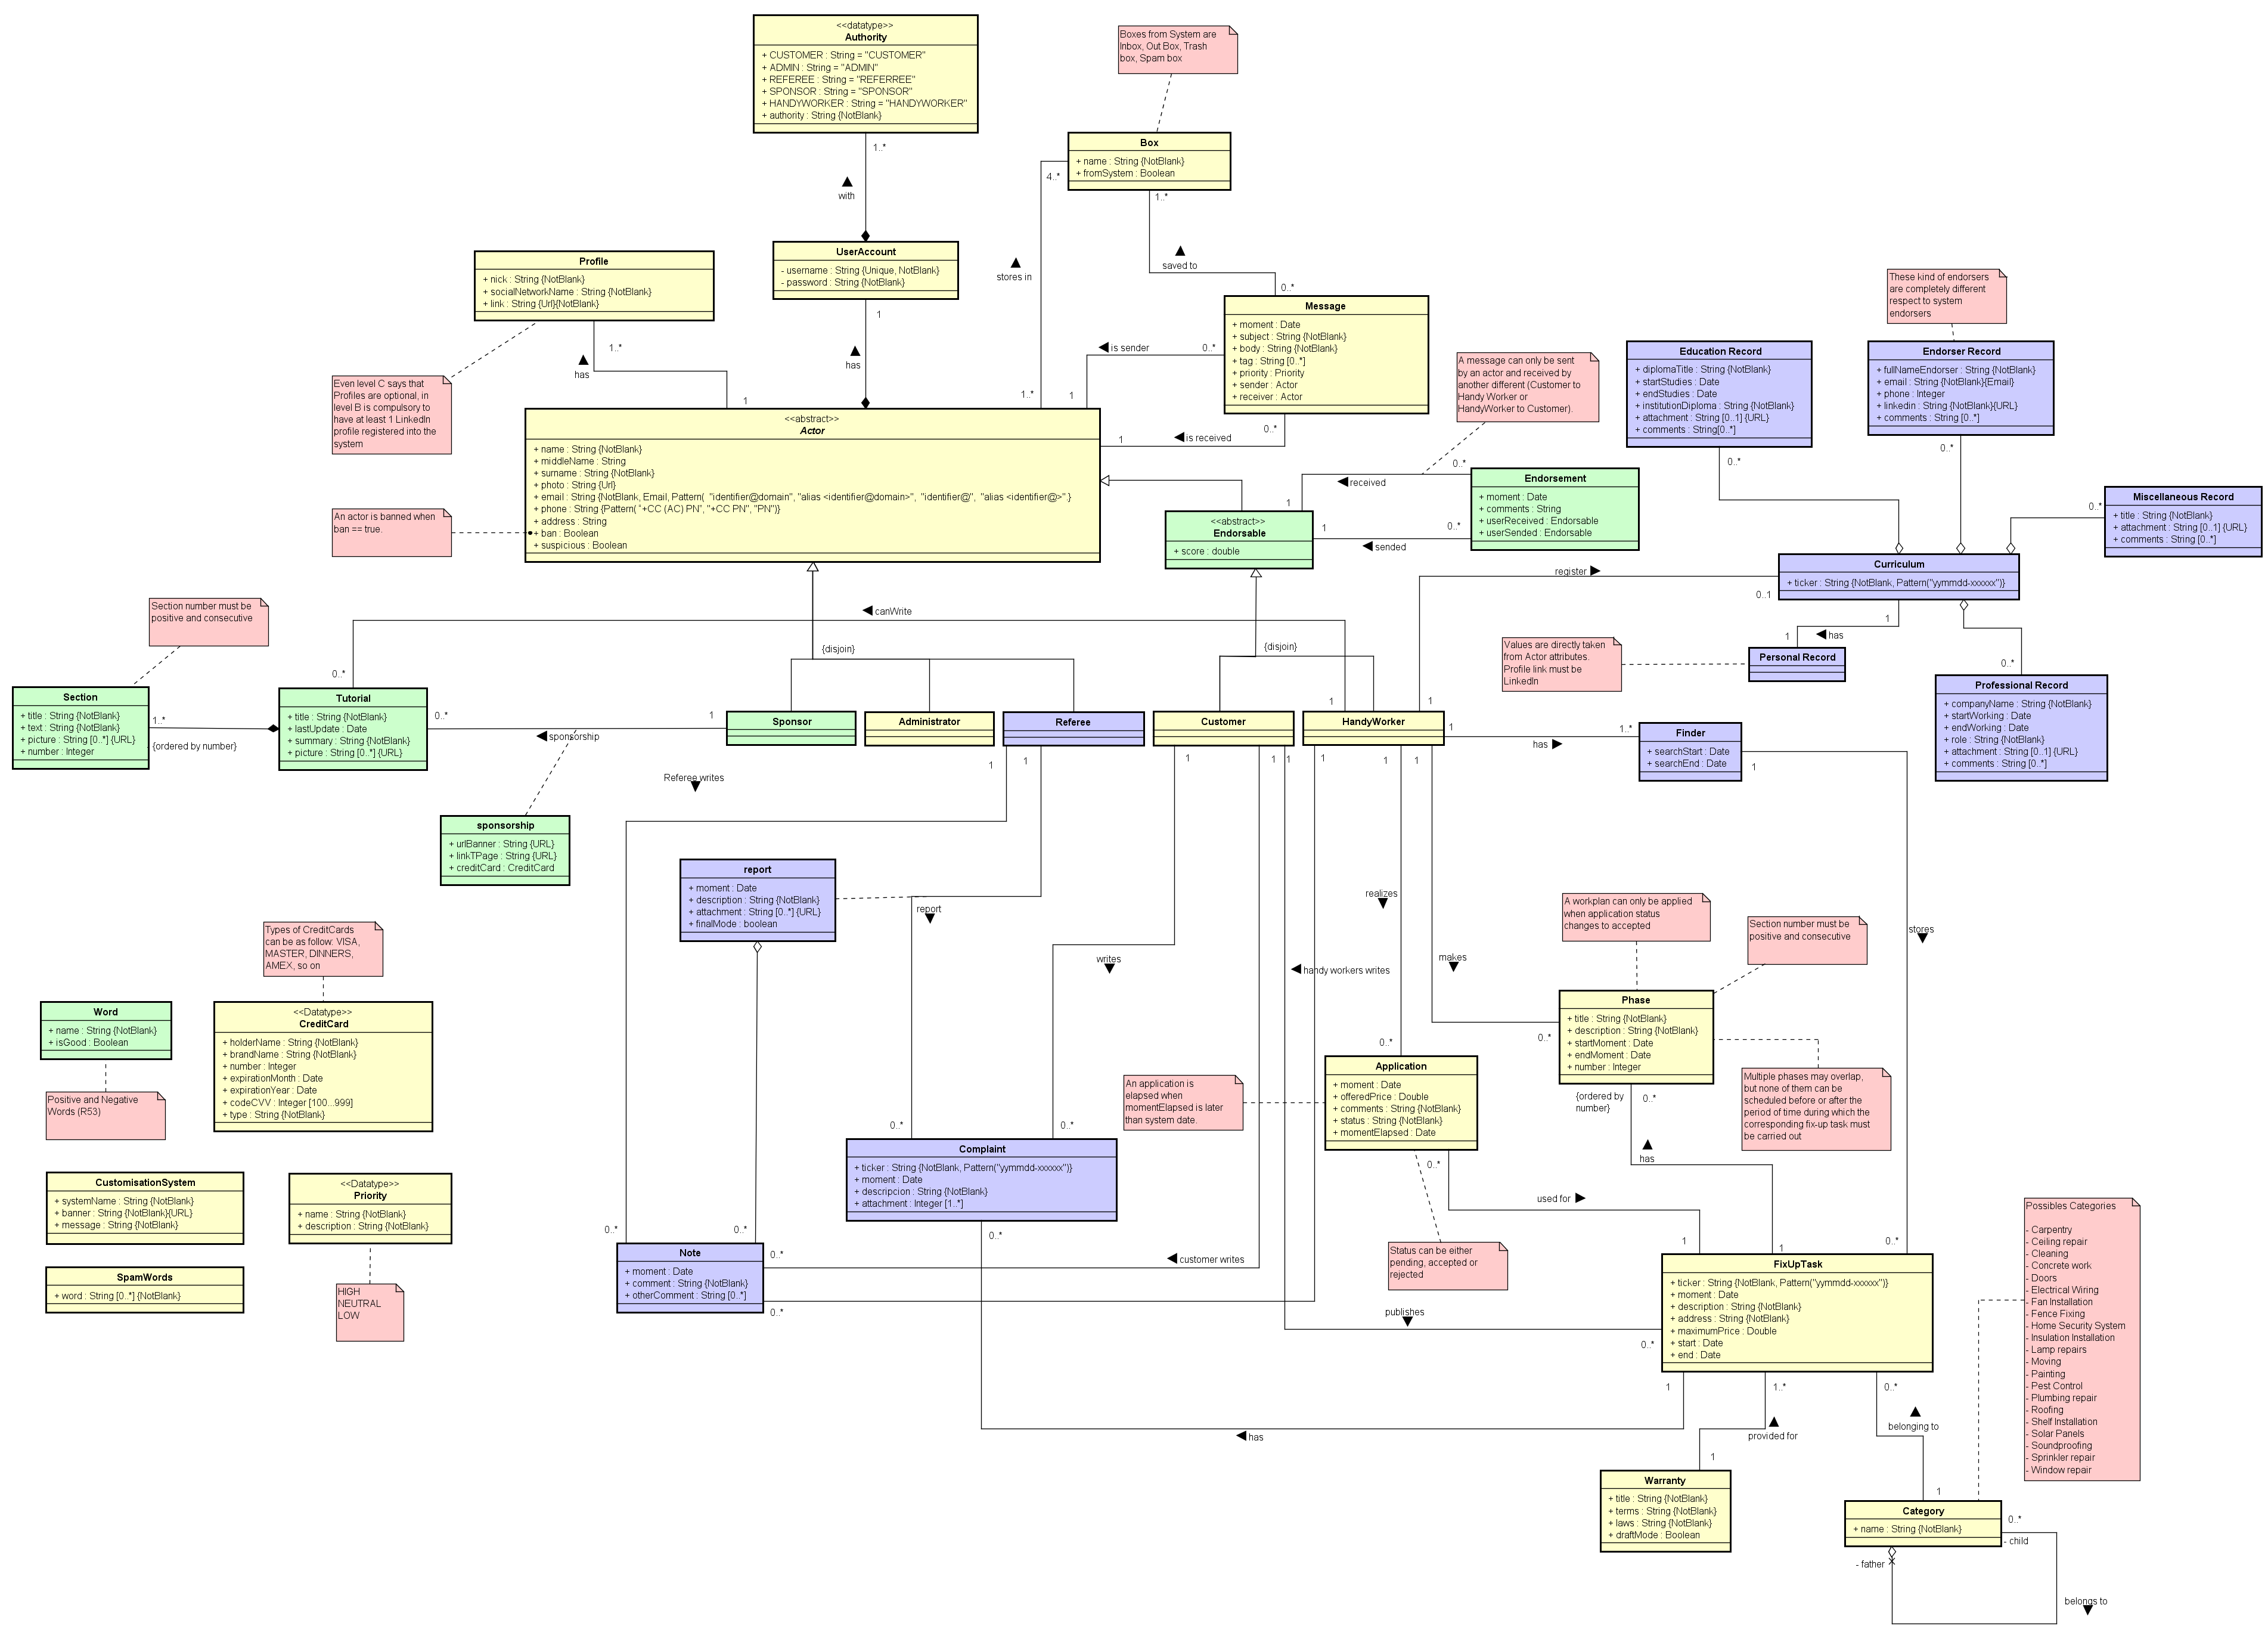 <<datatype>>
Authority
+ CUSTOMER : String = "CUSTOMER"
+ ADMIN : String = "ADMIN"
+ REFEREE : String = "REFERREE"
+ SPONSOR : String = "SPONSOR"
+ HANDYWORKER : String = "HANDYWORKER"
+ authority : String {NotBlank}
1..*
with
Boxes from System are
Inbox, Out Box, Trash
box, Spam box
Box
+ name : String {NotBlank}
+ fromSystem : Boolean
4..*
1..*
stores in
saved to
0..*
1..*
UserAccount
- username : String {Unique, NotBlank}
- password : String {NotBlank}
1
has
Profile
+ nick : String {NotBlank}
+ socialNetworkName : String {NotBlank}
+ link : String {Url}{NotBlank}
1..*
has
1
Even level C says that
Profiles are optional, in
level B is compulsory to
have at least 1 LinkedIn
profile registered into the
system
Message
+ moment : Date
+ subject : String {NotBlank}
+ body : String {NotBlank}
+ tag : String [0..*]
+ priority : Priority
+ sender : Actor
+ receiver : Actor
is sender
0..*
1
is received
0..*
1
A message can only be sent
by an actor and received by
another different (Customer to
Handy Worker or
HandyWorker to Customer).
These kind of endorsers
are completely different
respect to system
endorsers
Education Record
+ diplomaTitle : String {NotBlank}
+ startStudies : Date
+ endStudies : Date
+ institutionDiploma : String {NotBlank}
+ attachment : String [0..1] {URL}
+ comments : String[0..*]
0..*
Endorser Record
+ fullNameEndorser : String {NotBlank}
+ email : String {NotBlank}{Email}
+ phone : Integer
+ linkedin : String {NotBlank}{URL}
+ comments : String [0..*]
0..*
Miscellaneous Record
+ title : String {NotBlank}
+ attachment : String [0..1] {URL}
+ comments : String [0..*]
0..*
<<abstract>>
Actor
+ name : String {NotBlank}
+ middleName : String
+ surname : String {NotBlank}
+ photo : String {Url}
+ email : String {NotBlank, Email, Pattern( "identifier@domain", "alias <identifier@domain>", "identifier@", "alias <identifier@>".}
+ phone : String {Pattern( "+CC (AC) PN", "+CC PN", "PN")}
+ address : String
+ ban : Boolean
+ suspicious : Boolean
An actor is banned when
ban == true.
<<abstract>>
Endorsable
+ score : double
Endorsement
+ moment : Date
+ comments : String
+ userReceived : Endorsable
+ userSended : Endorsable
received
0..*
1
sended
0..*
1
Curriculum
+ ticker : String {NotBlank, Pattern("yymmdd-xxxxxx")}
register
0..1
1
has
1
1
0..*
Values are directly taken
from Actor attributes.
Profile link must be
LinkedIn
Personal Record
Professional Record
+ companyName : String {NotBlank}
+ startWorking : Date
+ endWorking : Date
+ role : String {NotBlank}
+ attachment : String [0..1] {URL}
+ comments : String [0..*]
Section number must be
positive and consecutive
canWrite
{disjoin}
{disjoin}
0..*
1
Section
+ title : String {NotBlank}
+ text : String {NotBlank}
+ picture : String [0..*] {URL}
+ number : Integer
1..*
{ordered by number}
Tutorial
+ title : String {NotBlank}
+ lastUpdate : Date
+ summary : String {NotBlank}
+ picture : String [0..*] {URL}
0..*
1
sponsorship
Sponsor
Administrator
Referee
Customer
HandyWorker
1
has
1..*
Finder
+ searchStart : Date
+ searchEnd : Date
1
Referee writes
1
1
1
1
1
1
1
1
sponsorship
+ urlBanner : String {URL}
+ linkTPage : String {URL}
+ creditCard : CreditCard
report
+ moment : Date
+ description : String {NotBlank}
+ attachment : String [0..*] {URL}
+ finalMode : boolean
report
realizes
writes
handy workers writes
makes
stores
A workplan can only be applied
when application status
changes to accepted
Section number must be
positive and consecutive
Types of CreditCards
can be as follow: VISA,
MASTER, DINNERS,
AMEX, so on
Word
+ name : String {NotBlank}
+ isGood : Boolean
Positive and Negative
Words (R53)
<<Datatype>>
CreditCard
+ holderName : String {NotBlank}
+ brandName : String {NotBlank}
+ number : Integer
+ expirationMonth : Date
+ expirationYear : Date
+ codeCVV : Integer [100...999]
+ type : String {NotBlank}
Phase
+ title : String {NotBlank}
+ description : String {NotBlank}
+ startMoment : Date
+ endMoment : Date
+ number : Integer
0..*
{ordered by
number}
0..*
Multiple phases may overlap,
but none of them can be
scheduled before or after the
period of time during which the
corresponding fix-up task must
be carried out
0..*
Application
+ moment : Date
+ offeredPrice : Double
+ comments : String {NotBlank}
+ status : String {NotBlank}
+ momentElapsed : Date
An application is
elapsed when
momentElapsed is later
than system date.
0..*
0..*
0..*
Complaint
+ ticker : String {NotBlank, Pattern("yymmdd-xxxxxx")}
+ moment : Date
+ descripcion : String {NotBlank}
+ attachment : Integer [1..*]
0..*
has
used for
CustomisationSystem
+ systemName : String {NotBlank}
+ banner : String {NotBlank}{URL}
+ message : String {NotBlank}
<<Datatype>>
Priority
+ name : String {NotBlank}
+ description : String {NotBlank}
HIGH
NEUTRAL
LOW
SpamWords
+ word : String [0..*] {NotBlank}
0..*
0..*
Note
+ moment : Date
+ comment : String {NotBlank}
+ otherComment : String [0..*]
0..*
0..*
customer writes
Status can be either
pending, accepted or
rejected
publishes
0..*
1
1
0..*
FixUpTask
+ ticker : String {NotBlank, Pattern("yymmdd-xxxxxx")}
+ moment : Date
+ description : String {NotBlank}
+ address : String {NotBlank}
+ maximumPrice : Double
+ start : Date
+ end : Date
1
1..*
0..*
has
provided for
belonging to
1
1
Possibles Categories
- Carpentry
- Ceiling repair
- Cleaning
- Concrete work
- Doors
- Electrical Wiring
- Fan Installation
- Fence Fixing
- Home Security System
- Insulation Installation
- Lamp repairs
- Moving
- Painting
- Pest Control
- Plumbing repair
- Roofing
- Shelf Installation
- Solar Panels
- Soundproofing
- Sprinkler repair
- Window repair
Warranty
+ title : String {NotBlank}
+ terms : String {NotBlank}
+ laws : String {NotBlank}
+ draftMode : Boolean
Category
+ name : String {NotBlank}
0..*
- child
- father
belongs to